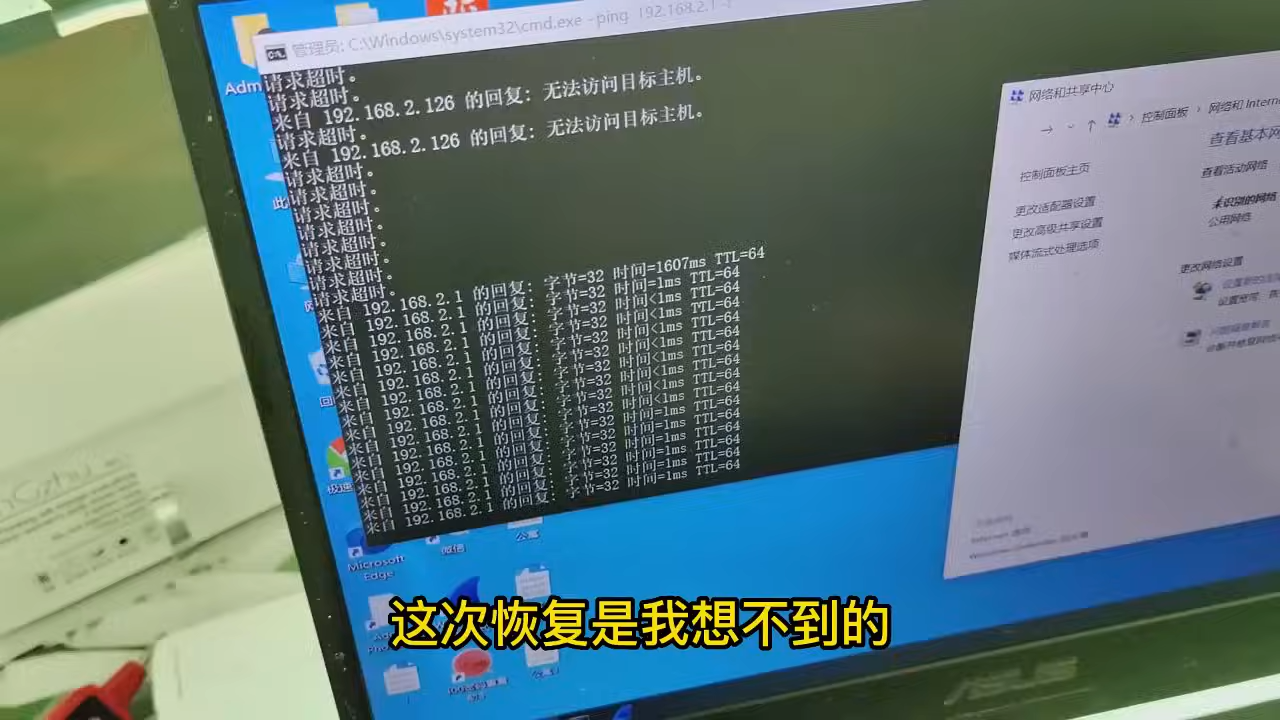 管理员: C:\Windows\system32\cmd.exe - ping 192.168.2.1 -t
请求超时。
请求超时。
来自 192.168.2.126 的回复: 无法访问目标主机。
请求超时。
来自 192.168.2.126 的回复: 无法访问目标主机。
请求超时。
请求超时。
请求超时。
请求超时。
请求超时。
请求超时。
请求超时。
请求超时。
来自 192.168.2.1 的回复: 字节=32 时间=1607ms TTL=64
来自 192.168.2.1 的回复: 字节=32 时间=1ms TTL=64
来自 192.168.2.1 的回复: 字节=32 时间<1ms TTL=64
来自 192.168.2.1 的回复: 字节=32 时间<1ms TTL=64
来自 192.168.2.1 的回复: 字节=32 时间<1ms TTL=64
来自 192.168.2.1 的回复: 字节=32 时间<1ms TTL=64
来自 192.168.2.1 的回复: 字节=32 时间<1ms TTL=64
来自 192.168.2.1 的回复: 字节=32 时间<1ms TTL=64
来自 192.168.2.1 的回复: 字节=32 时间<1ms TTL=64
来自 192.168.2.1 的回复: 字节=32 时间=1ms TTL=64
来自 192.168.2.1 的回复: 字节=32 时间=1ms TTL=64
来自 192.168.2.1 的回复: 字节=32 时间=1ms TTL=64
来自 192.168.2.1 的回复: 字节=32 时间=1ms TTL=64
网络和共享中心
控制面板 › 网络和 Intern
控制面板主页
更改适配器设置
更改高级共享设置
媒体流式处理选项
查看基本网
查看活动网络
未识别的网络
公用网络
更改网络设置
Adm
此
极速
Microsoft
Edge
微信
这次恢复是我想不到的
ASUS